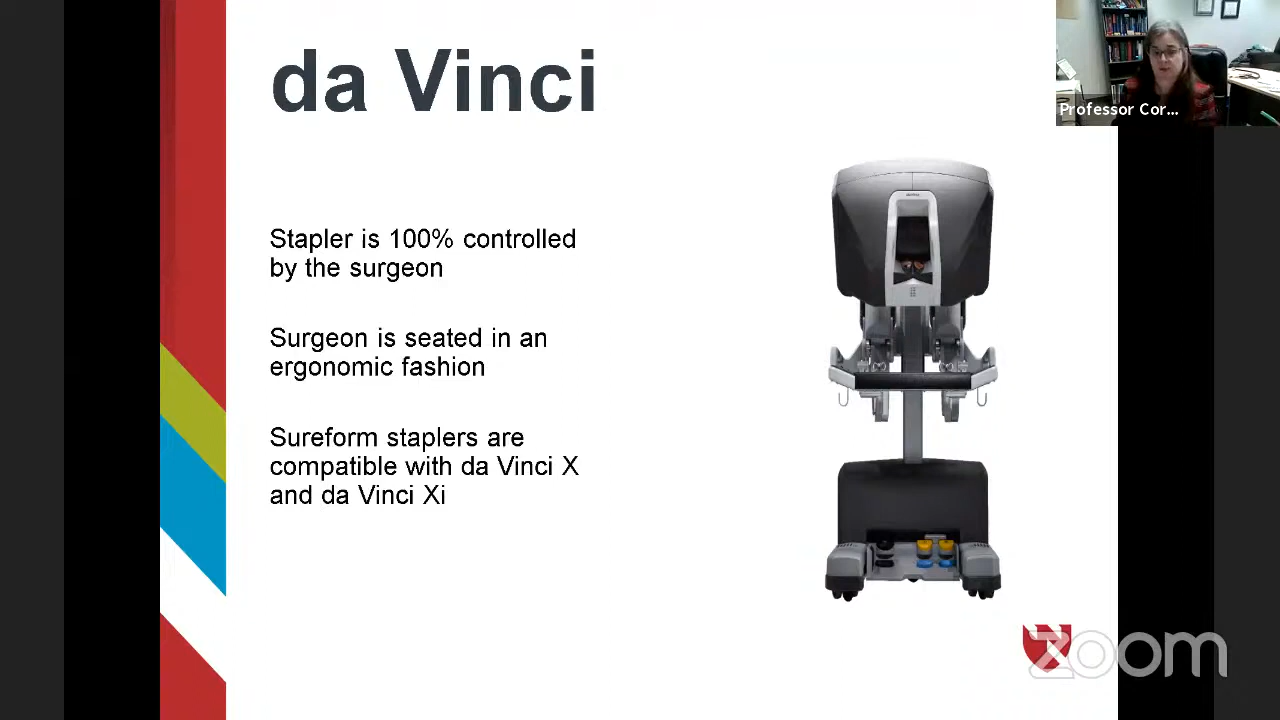 da Vinci
Professor Cor...
Stapler is 100% controlled
by the surgeon
Surgeon is seated in an
ergonomic fashion
Sureform staplers are
compatible with da Vinci X
and da Vinci Xi
zoom